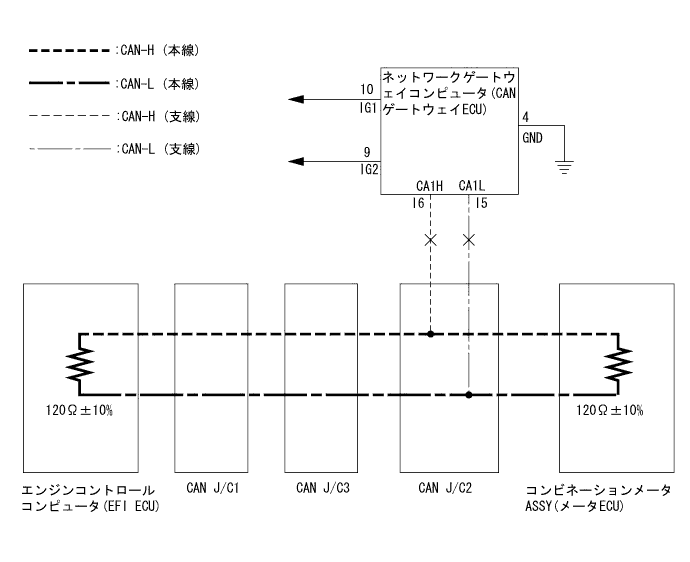 :CAN-H (本線)
:CAN-L (本線)
:CAN-H (支線)
:CAN-L (支線)
ネットワークゲートウ
ェイコンピュータ(CAN
ゲートウェイECU)
10
IG1
9
IG2
4
GND
CA1H CA1L
I6 I5
120Ω±10%
120Ω±10%
エンジンコントロール
コンピュータ(EFI ECU)
CAN J/C1
CAN J/C3
CAN J/C2
コンビネーションメータ
ASSY(メータECU)